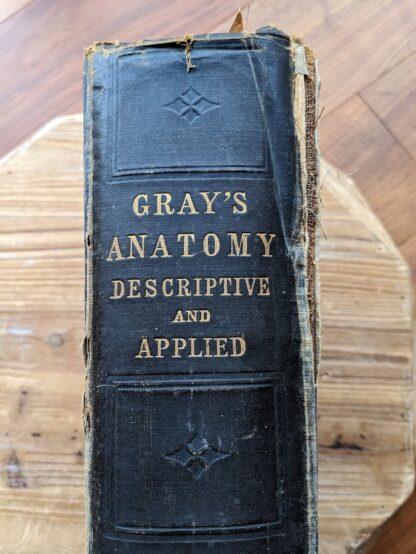 GRAY'S
ANATOMY
DESCRIPTIVE
AND
APPLIED